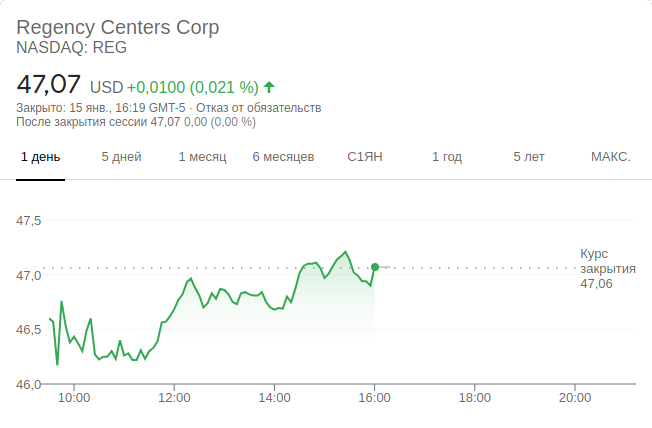 Regency Centers Corp
NASDAQ: REG
47,07 USD +0,0100 (0,021 %)
Закрыто: 15 янв., 16:19 GMT-5 · Отказ от обязательств
После закрытия сессии 47,07 0,00 (0,00 %)
1 день 5 дней 1 месяц 6 месяцев С1ЯН 1 год 5 лет МАКС.
47,5
47,0
46,5
46,0
Курс
закрытия
47,06
10:00 12:00 14:00 16:00 18:00 20:00